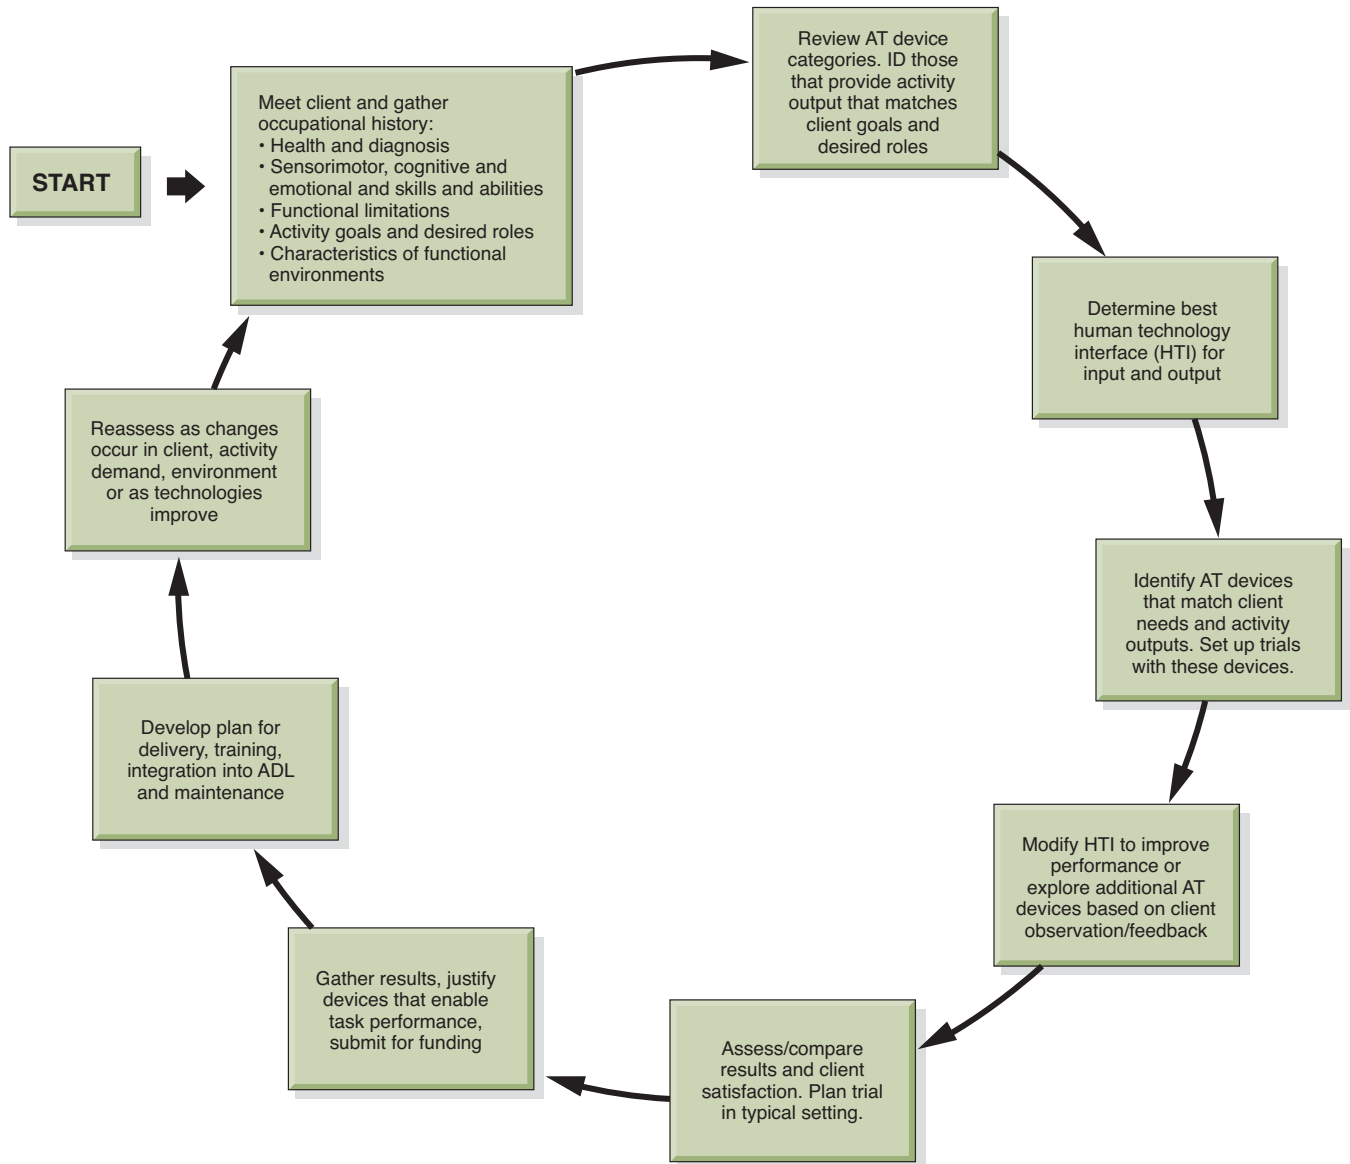 START
Meet client and gather
occupational history:
• Health and diagnosis
• Sensorimotor, cognitive and
emotional and skills and abilities
• Functional limitations
• Activity goals and desired roles
• Characteristics of functional
environments
Review AT device
categories. ID those
that provide activity
output that matches
client goals and
desired roles
Determine best
human technology
interface (HTI) for
input and output
Identify AT devices
that match client
needs and activity
outputs. Set up trials
with these devices.
Modify HTI to improve
performance or
explore additional AT
devices based on client
observation/feedback
Assess/compare
results and client
satisfaction. Plan trial
in typical setting.
Gather results, justify
devices that enable
task performance,
submit for funding
Develop plan for
delivery, training,
integration into ADL
and maintenance
Reassess as changes
occur in client, activity
demand, environment
or as technologies
improve